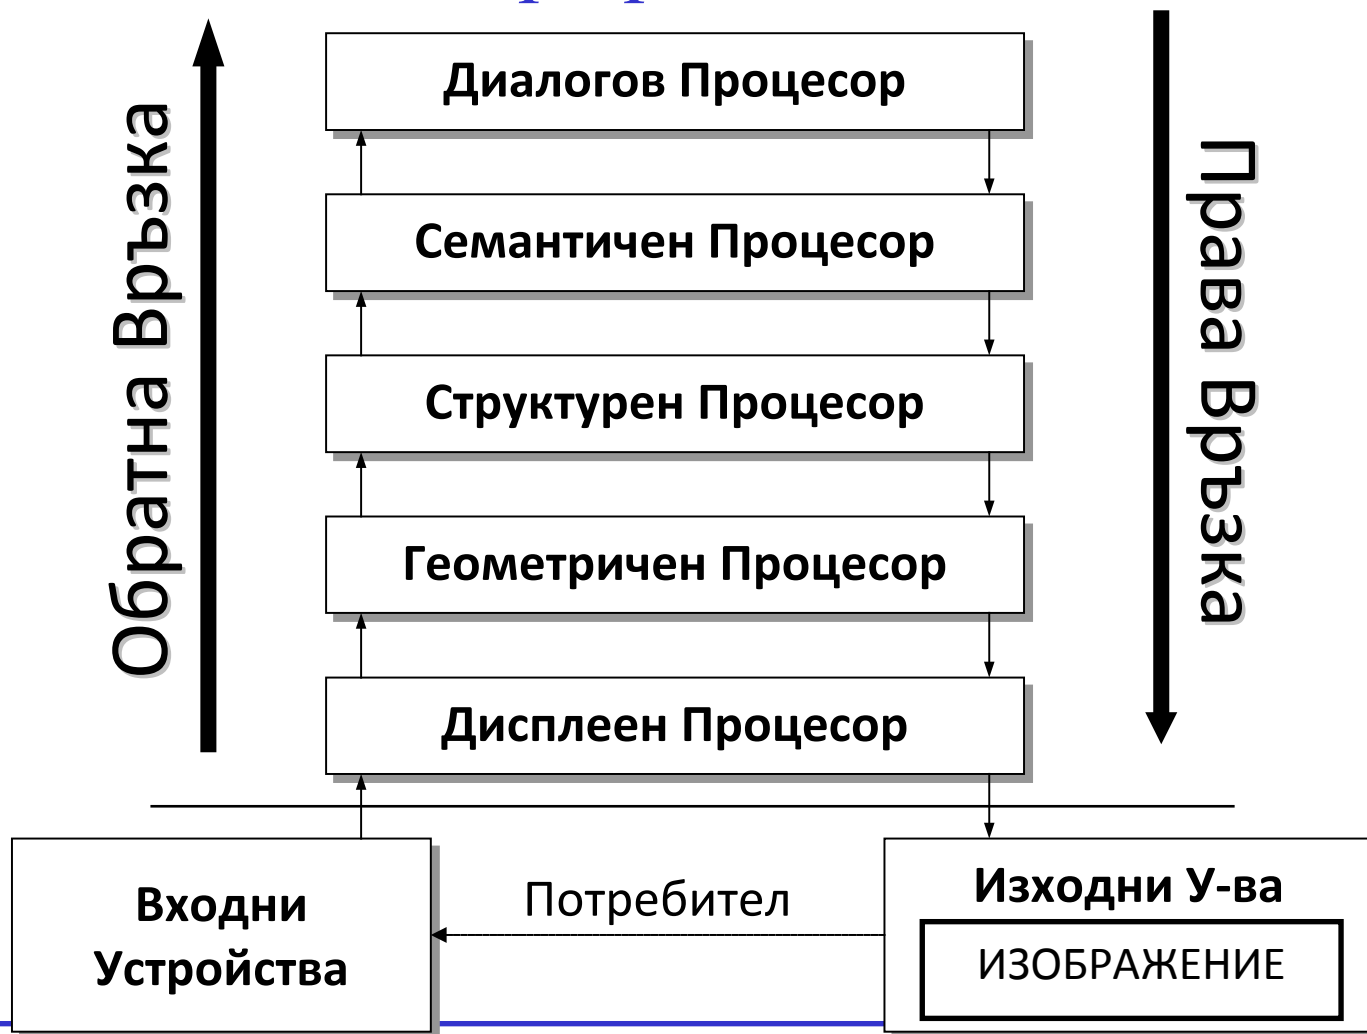 Диалогов Процесор
Семантичен Процесор
Структурен Процесор
Геометричен Процесор
Дисплеен Процесор
Обратна Връзка
Права Връзка
Входни
Устройства
Потребител
Изходни У-ва
ИЗОБРАЖЕНИЕ